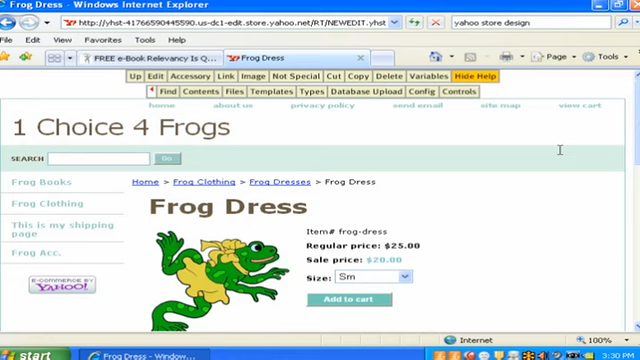 Frog Dress - Windows Internet Explorer
http://yhst-41766590445590.us-dc1-edit.store.yahoo.net/RT/NEWEDIT.yhst
yahoo store design
File Edit View Favorites Tools Help
FREE e-Book Relevancy Is Q... Frog Dress Page Tools
Up Edit Accessory Link Image Not Special Cut Copy Delete Variables Hide Help
Find Contents Files Templates Types Database Upload Config Controls
home about us privacy policy send email site map view cart
1 Choice 4 Frogs
SEARCH Go
Frog Books
Frog Clothing
This is my shipping page
Frog Acc.
E-COMMERCE BY
YAHOO!
Home > Frog Clothing > Frog Dresses > Frog Dress
Frog Dress
Item# frog-dress
Regular price: $25.00
Sale price: $20.00
Size: Sm
Add to cart
Internet 100%
start Frog Dress - Window... 3:30 PM